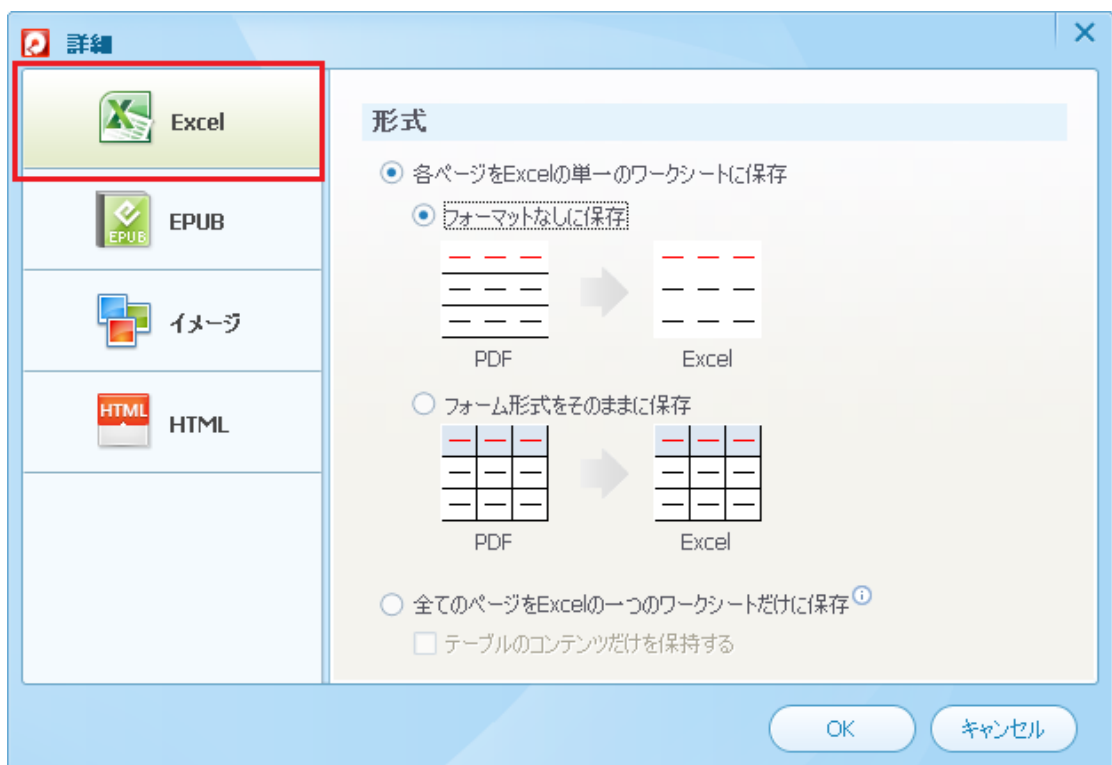 詳細
Excel
EPUB
EPUB
イメージ
HTML
HTML
形式
各ページをExcelの単一のワークシートに保存
フォーマットなしに保存
PDF
Excel
フォーム形式をそのままに保存
PDF
Excel
全てのページをExcelの一つのワークシートだけに保存
テーブルのコンテンツだけを保持する
OK
キャンセル